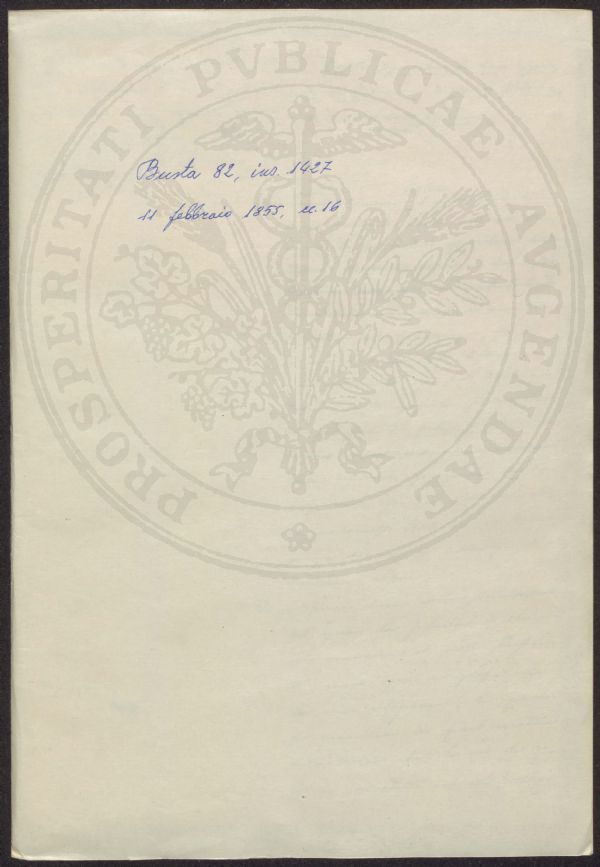 PROSPERITATI PVBLICAE AVGENDAE
Busta 82, ins. 1427
11 febbraio 1855, n. 16